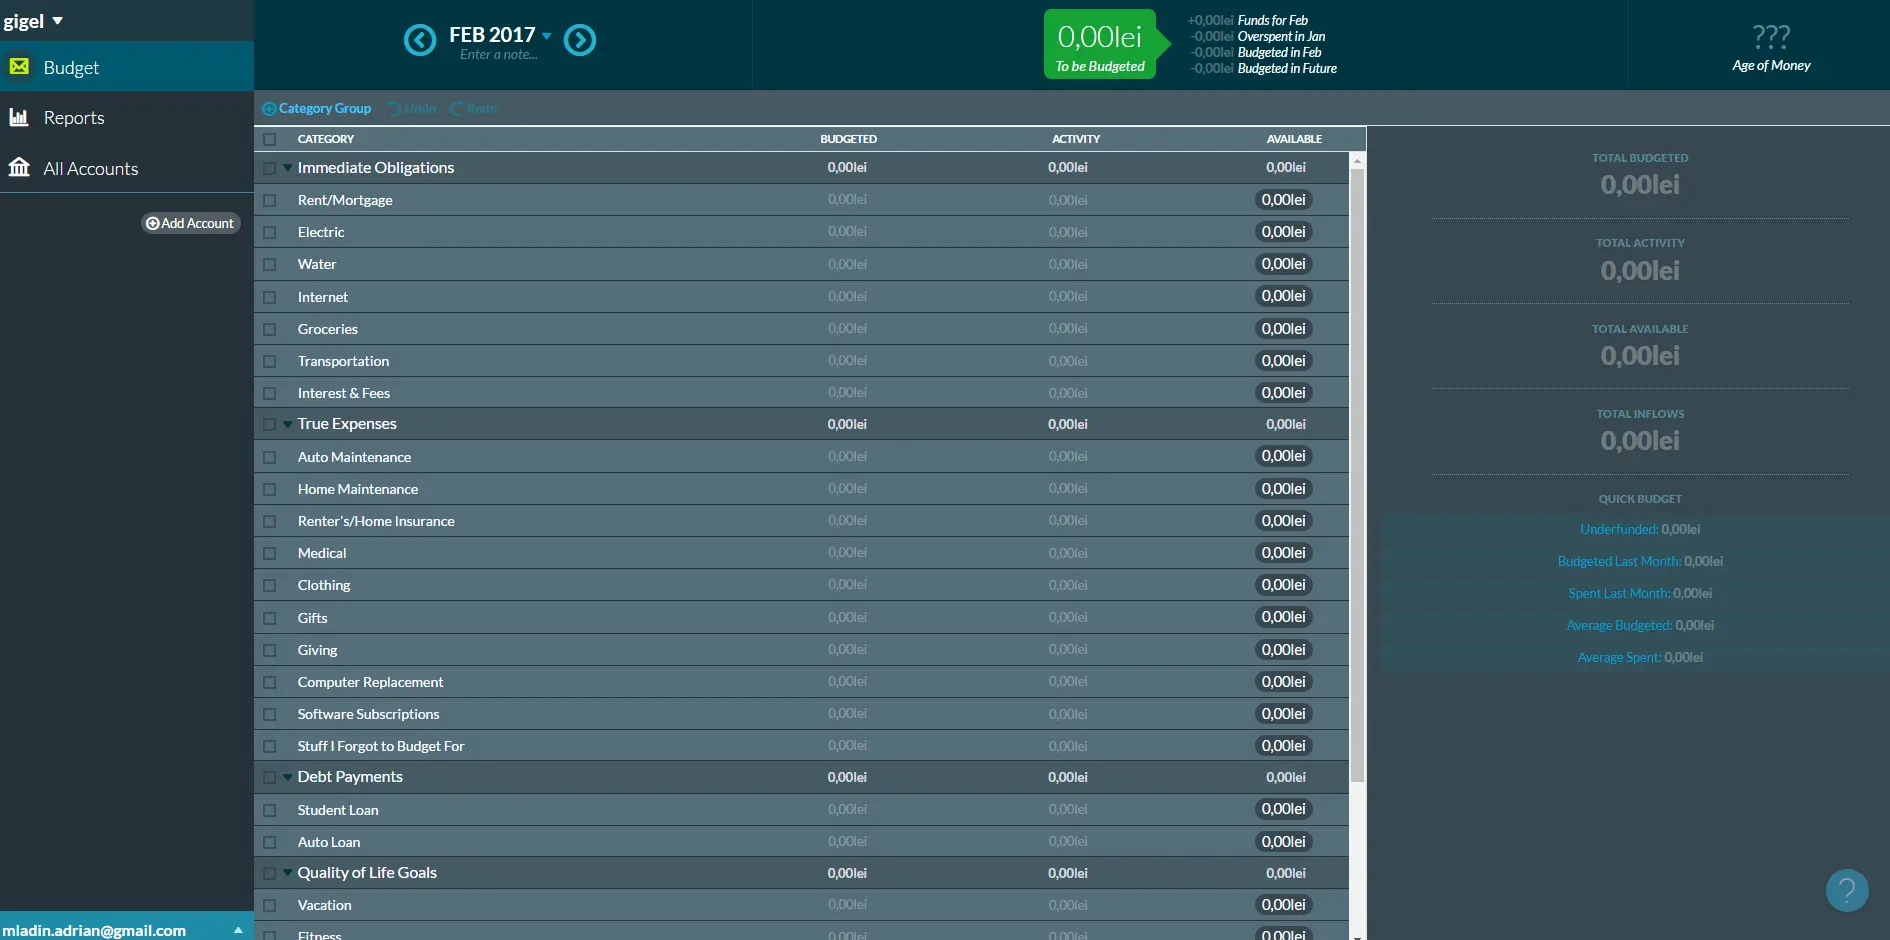 gigel
Budget
Reports
All Accounts
Add Account
mladin.adrian@gmail.com
FEB 2017
Enter a note...
0,00lei
To be Budgeted
+0,00lei Funds for Feb
-0,00lei Overspent in Jan
-0,00lei Budgeted in Feb
-0,00lei Budgeted in Future
???
Age of Money
Category Group Undo Redo
CATEGORY BUDGETED ACTIVITY AVAILABLE
Immediate Obligations 0,00lei 0,00lei 0,00lei
Rent/Mortgage 0,00lei 0,00lei 0,00lei
Electric 0,00lei 0,00lei 0,00lei
Water 0,00lei 0,00lei 0,00lei
Internet 0,00lei 0,00lei 0,00lei
Groceries 0,00lei 0,00lei 0,00lei
Transportation 0,00lei 0,00lei 0,00lei
Interest & Fees 0,00lei 0,00lei 0,00lei
True Expenses 0,00lei 0,00lei 0,00lei
Auto Maintenance 0,00lei 0,00lei 0,00lei
Home Maintenance 0,00lei 0,00lei 0,00lei
Renter's/Home Insurance 0,00lei 0,00lei 0,00lei
Medical 0,00lei 0,00lei 0,00lei
Clothing 0,00lei 0,00lei 0,00lei
Gifts 0,00lei 0,00lei 0,00lei
Giving 0,00lei 0,00lei 0,00lei
Computer Replacement 0,00lei 0,00lei 0,00lei
Software Subscriptions 0,00lei 0,00lei 0,00lei
Stuff I Forgot to Budget For 0,00lei 0,00lei 0,00lei
Debt Payments 0,00lei 0,00lei 0,00lei
Student Loan 0,00lei 0,00lei 0,00lei
Auto Loan 0,00lei 0,00lei 0,00lei
Quality of Life Goals 0,00lei 0,00lei 0,00lei
Vacation 0,00lei 0,00lei 0,00lei
Fitness 0,00lei 0,00lei 0,00lei
TOTAL BUDGETED
0,00lei
TOTAL ACTIVITY
0,00lei
TOTAL AVAILABLE
0,00lei
TOTAL INFLOWS
0,00lei
QUICK BUDGET
Underfunded: 0,00lei
Budgeted Last Month: 0,00lei
Spent Last Month: 0,00lei
Average Budgeted: 0,00lei
Average Spent: 0,00lei
?